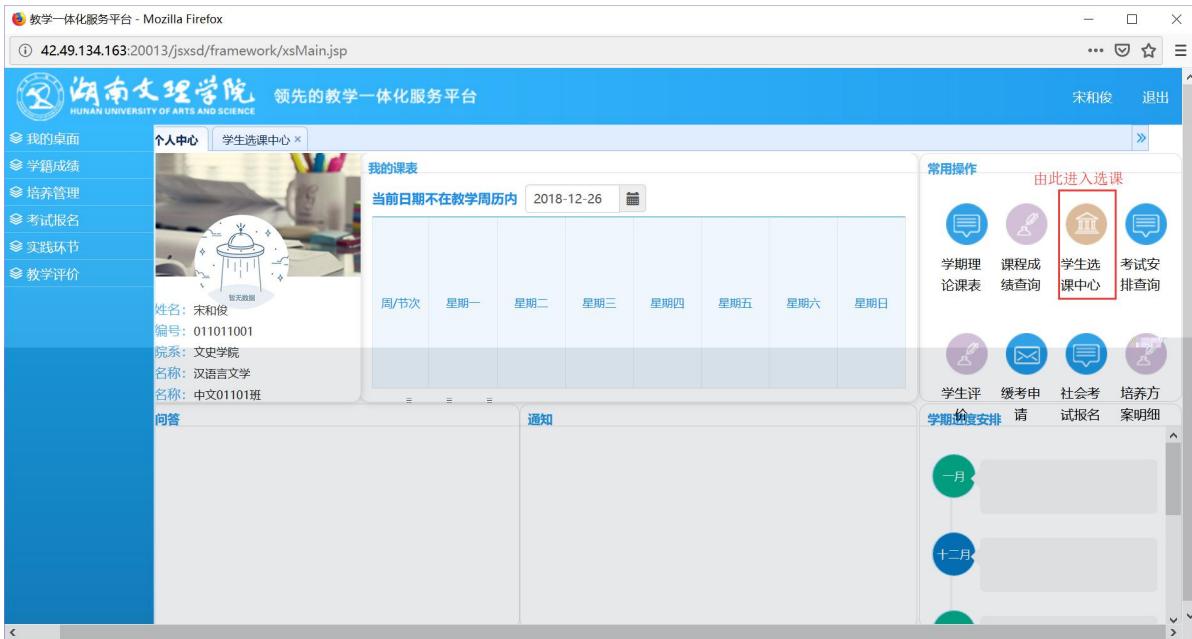 教学一体化服务平台 - Mozilla Firefox
42.49.134.163:20013/jsxsd/framework/xsMain.jsp
湖南文理学院
HUNAN UNIVERSITY OF ARTS AND SCIENCE
领先的教学一体化服务平台
宋和俊 退出
我的桌面
学籍成绩
培养管理
考试报名
实践环节
教学评价
个人中心 学生选课中心 ×
暂无数据
姓名：宋和俊
编号：011011001
院系：文史学院
名称：汉语言文学
名称：中文01101班
我的课表
当前日期不在教学周历内 2018-12-26
周/节次 星期一 星期二 星期三 星期四 星期五 星期六 星期日
常用操作
由此进入选课
学期理论课表
课程成绩查询
学生选课中心
考试安排查询
学生评价
缓考申请
社会考试报名
培养方案明细
问答
通知
学期进度安排
一月
十二月